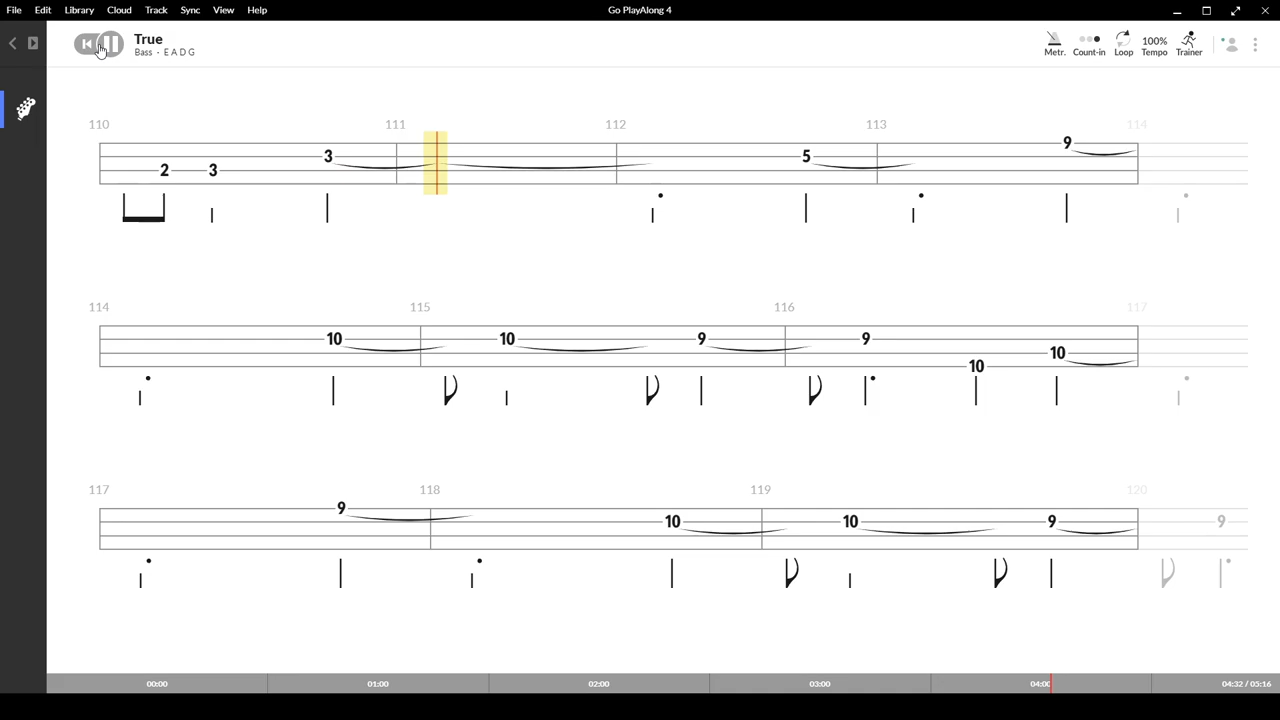 File Edit Library Cloud Track Sync View Help
Go PlayAlong 4
True
Bass - E A D G
Metr. Count-in Loop 100% Tempo Trainer
110 111 112 113 114
2 3 3 5 9
114 115 116 117
10 10 9 9 10 10
117 118 119 120
9 10 10 9 9
00:00 01:00 02:00 03:00 04:00 04:32 / 05:16